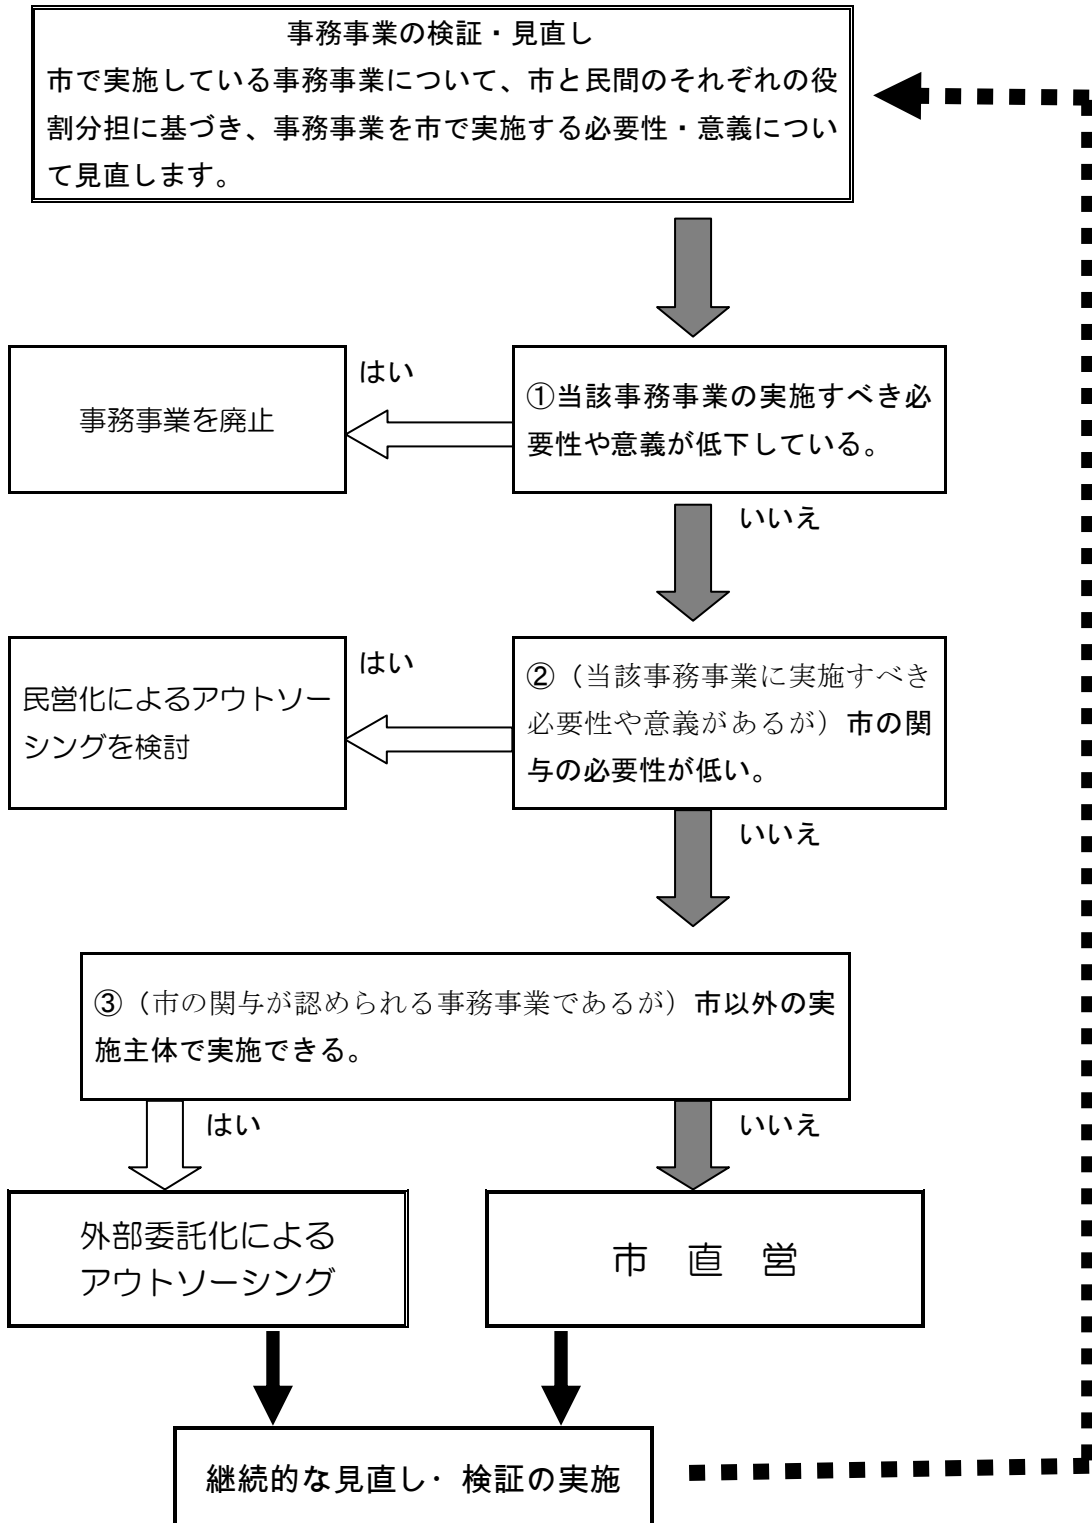 事務事業の検証・見直し
市で実施している事務事業について、市と民間のそれぞれの役
割分担に基づき、事務事業を市で実施する必要性・意義につい
て見直します。
はい
事務事業を廃止
①当該事務事業の実施すべき必
要性や意義が低下している。
いいえ
はい
民営化によるアウトソー
シングを検討
②（当該事務事業に実施すべき
必要性や意義があるが）市の関
与の必要性が低い。
いいえ
③（市の関与が認められる事務事業であるが）市以外の実
施主体で実施できる。
はい
いいえ
外部委託化による
アウトソーシング
市 直 営
継続的な見直し・ 検証の実施